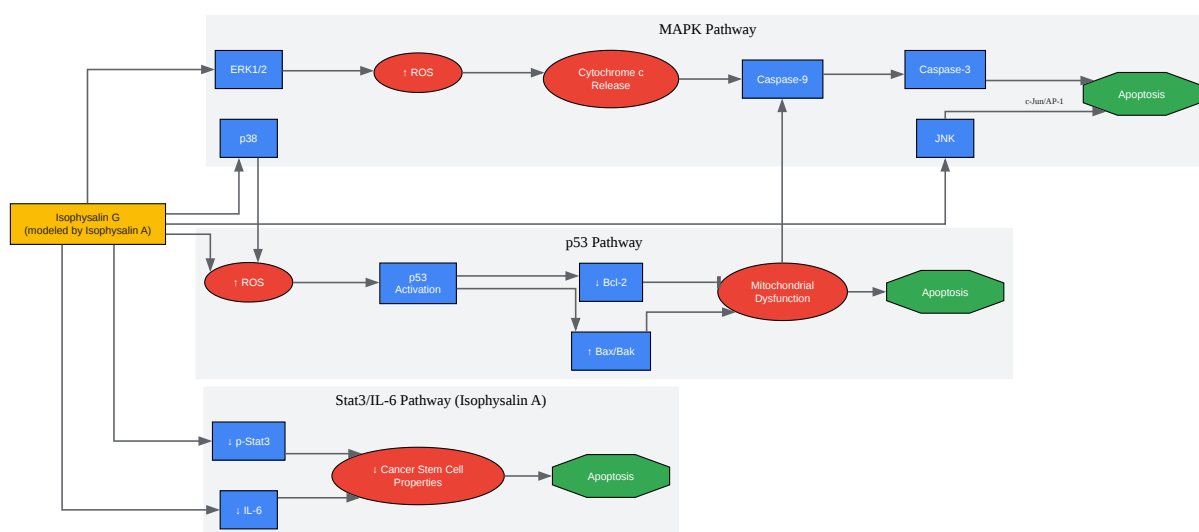 MAPK Pathway
ERK1/2
↑ ROS
Cytochrome c
Release
Caspase-9
Caspase-3
Apoptosis
c-Jun/AP-1
p38
JNK
Isophysalin G
(modeled by Isophysalin A)
p53 Pathway
↑ ROS
p53
Activation
↓ Bcl-2
Mitochondrial
Dysfunction
Apoptosis
↑ Bax/Bak
Stat3/IL-6 Pathway (Isophysalin A)
↓ p-Stat3
↓ Cancer Stem Cell
Properties
Apoptosis
↓ IL-6